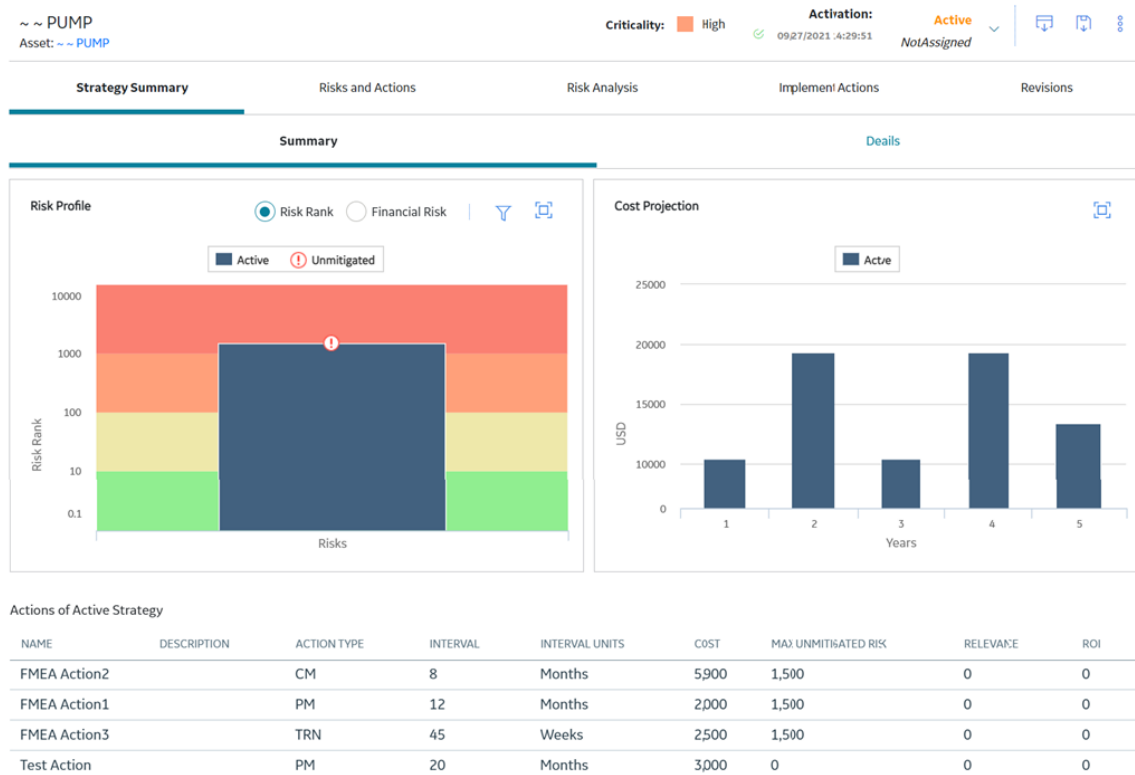 ~ ~ PUMP
Asset: ~ ~ PUMP
Criticality: High
Activation:
09/27/2021 14:29:51
Active
NotAssigned
Strategy Summary Risks and Actions Risk Analysis Implement Actions Revisions
Summary Deails
Risk Profile
Risk Rank Financial Risk
Active Unmitigated
10000
1000
100
10
0.1
Risk Rank
Risks
Cost Projection
Active
25000
20000
15000
10000
0
USD
1 2 3 4 5
Years
Actions of Active Strategy
NAME DESCRIPTION ACTION TYPE INTERVAL INTERVAL UNITS COST MAX UNMITIGATED RISK RELEVANCE ROI
FMEA Action2 CM 8 Months 5,900 1,500 0 0
FMEA Action1 PM 12 Months 2,000 1,500 0 0
FMEA Action3 TRN 45 Weeks 2,500 1,500 0 0
Test Action PM 20 Months 3,000 0 0 0